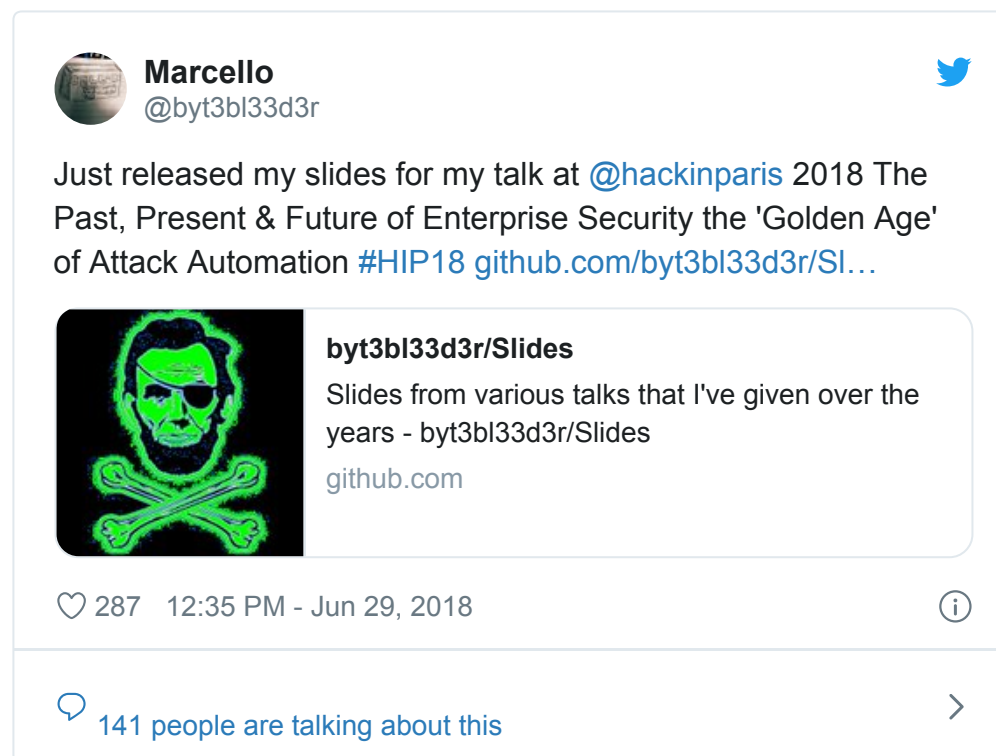 Marcello
@byt3bl33d3r
Just released my slides for my talk at @hackinparis 2018 The
Past, Present & Future of Enterprise Security the 'Golden Age'
of Attack Automation #HIP18 github.com/byt3bl33d3r/Sl…
byt3bl33d3r/Slides
Slides from various talks that I've given over the
years - byt3bl33d3r/Slides
github.com
287 12:35 PM - Jun 29, 2018
141 people are talking about this